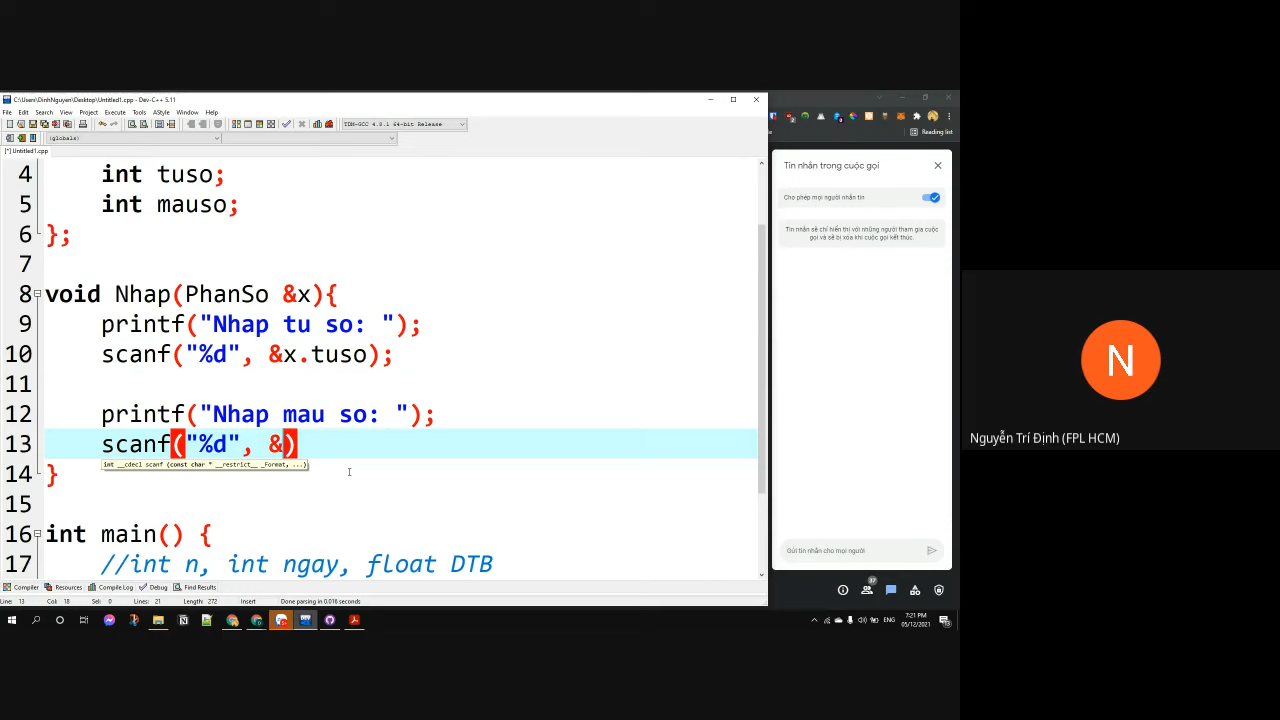 C:\Users\DinhNguyen\Desktop\Untitled1.cpp - Dev-C++ 5.11
File Edit Search View Project Execute Tools AStyle Window Help
TDM-GCC 4.9.2 64-bit Release
(globals)
[*] Untitled1.cpp
4 int tuso;
5 int mauso;
6 };
7
8 void Nhap(PhanSo &x){
9 printf("Nhap tu so: ");
10 scanf("%d", &x.tuso);
11
12 printf("Nhap mau so: ");
13 scanf("%d", &)
int __cdecl scanf (const char * __restrict__ _Format, ...)
14 }
15
16 int main() {
17 //int n, int ngay, float DTB
Compiler Resources Compile Log Debug Find Results
Line: 13 Col: 18 Sel: 0 Lines: 21 Length: 272 Insert Done parsing in 0.016 seconds
Reading list
Tin nhắn trong cuộc gọi
Cho phép mọi người nhắn tin
Tin nhắn sẽ chỉ hiển thị với những người tham gia cuộc
gọi và sẽ bị xóa khi cuộc gọi kết thúc.
Gửi tin nhắn cho mọi người
37
ENG
7:21 PM
05/12/2021
N
Nguyễn Trí Định (FPL HCM)